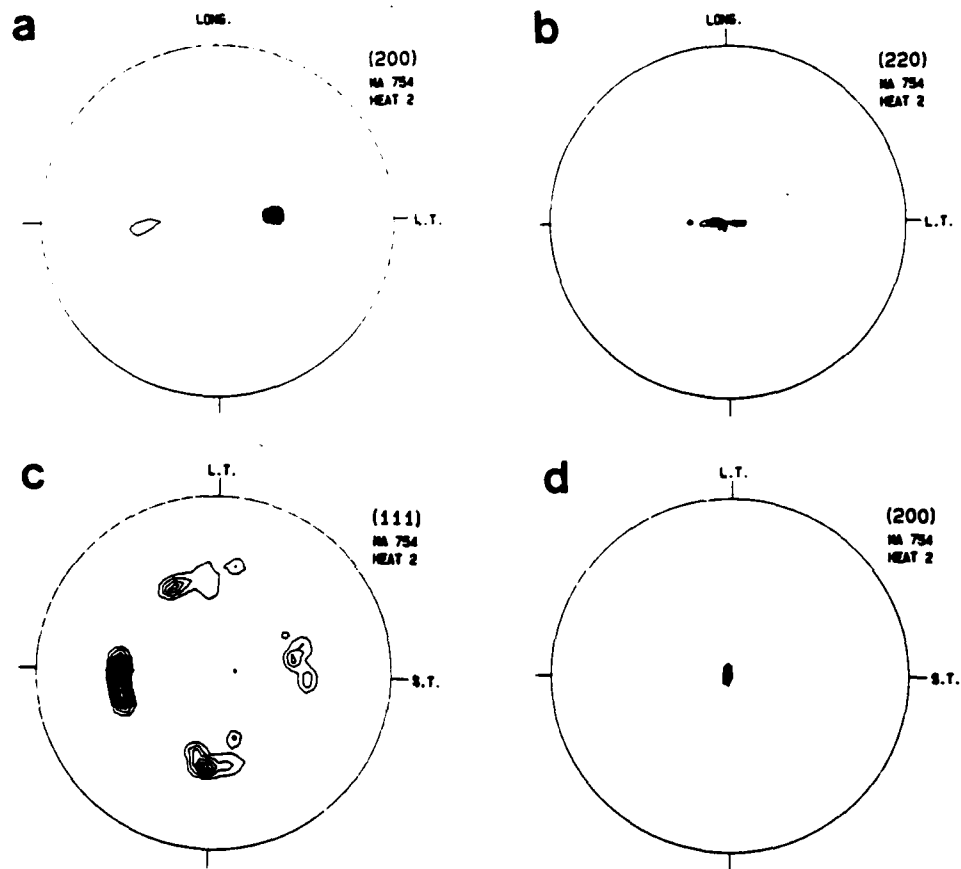 a
LONG.
(200)
MA 754
HEAT 2
L.T.
b
LONG.
(220)
MA 754
HEAT 2
L.T.
c
L.T.
(111)
MA 754
HEAT 2
S.T.
d
L.T.
(200)
MA 754
HEAT 2
S.T.